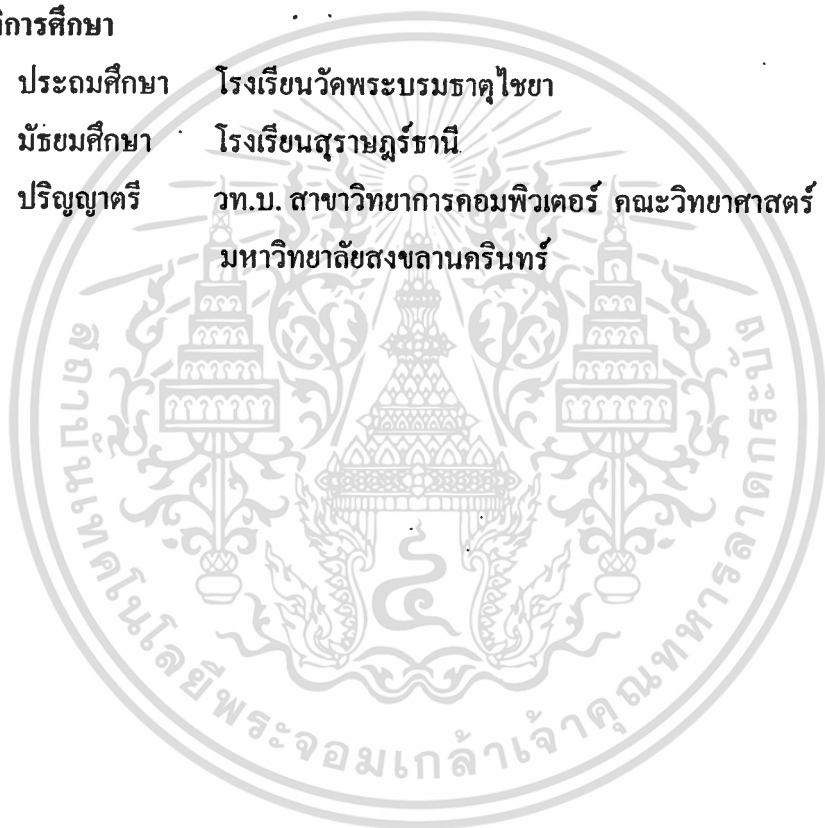 การศึกษา
ประถมศึกษา โรงเรียนวัดพระบรมธาตุไชยา
มัธยมศึกษา โรงเรียนสุราษฎร์ธานี
ปริญญาตรี วท.บ. สาขาวิทยาการคอมพิวเตอร์ คณะวิทยาศาสตร์
มหาวิทยาลัยสงขลานครินทร์
สถาบันเทคโนโลยีพระจอมเกล้าเจ้าคุณทหารลาดกระบัง